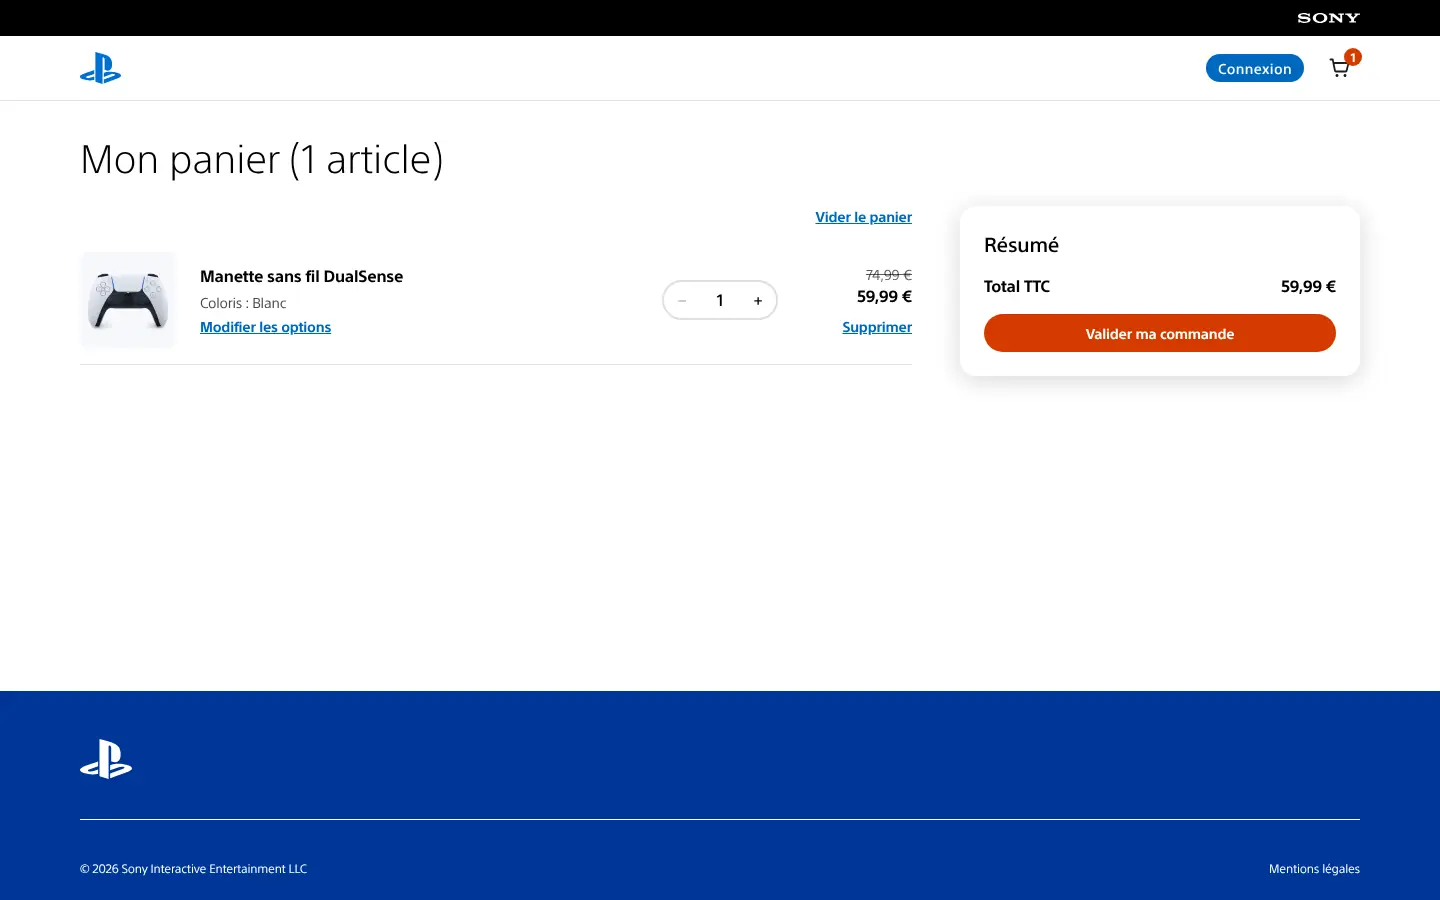 SONY
Connexion
1
Mon panier (1 article)
Vider le panier
Manette sans fil DualSense
Coloris : Blanc
Modifier les options
− 1 +
74,99 €
59,99 €
Supprimer
Résumé
Total TTC 59,99 €
Valider ma commande
© 2026 Sony Interactive Entertainment LLC
Mentions légales